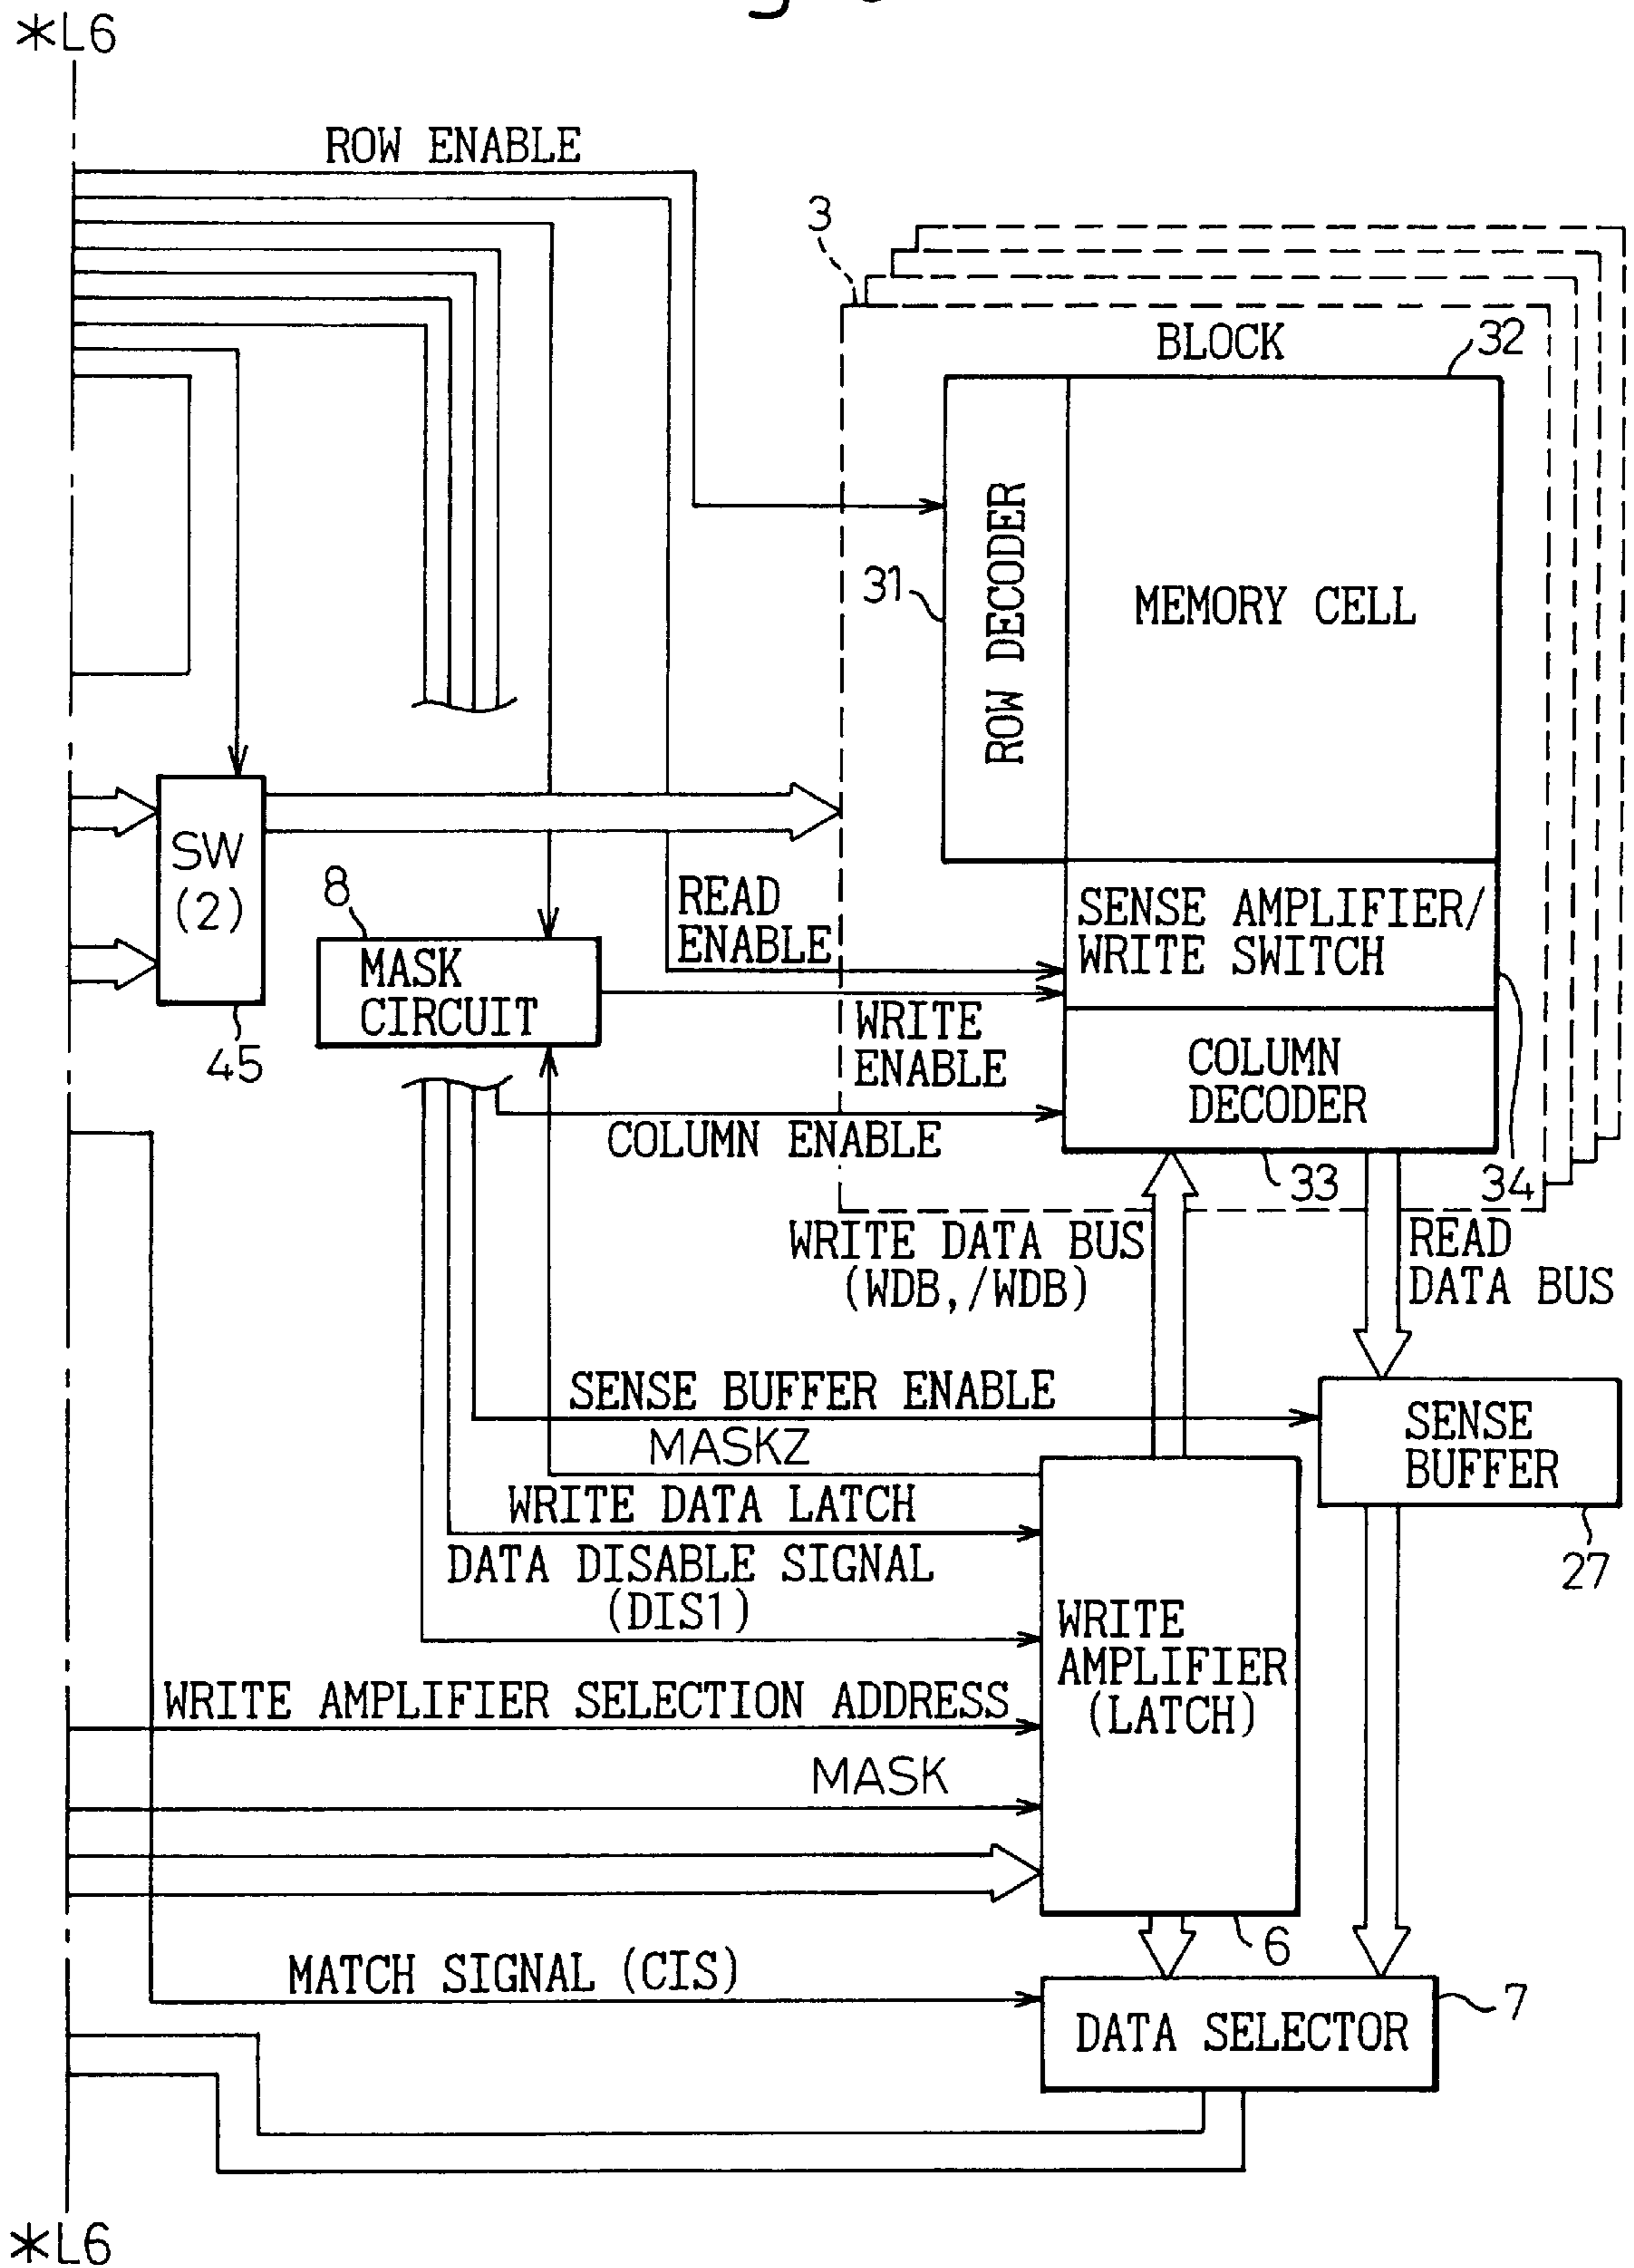 *L6
ROW ENABLE
3
BLOCK
32
ROW DECODER
31
MEMORY CELL
SW
(2)
45
8
MASK
CIRCUIT
READ
ENABLE
SENSE AMPLIFIER/
WRITE SWITCH
WRITE
ENABLE
COLUMN
DECODER
COLUMN ENABLE
33
34
WRITE DATA BUS
(WDB,/WDB)
READ
DATA BUS
SENSE BUFFER ENABLE
SENSE
BUFFER
27
MASKZ
WRITE DATA LATCH
DATA DISABLE SIGNAL
(DIS1)
WRITE
AMPLIFIER
(LATCH)
WRITE AMPLIFIER SELECTION ADDRESS
MASK
6
MATCH SIGNAL (CIS)
7
DATA SELECTOR
*L6